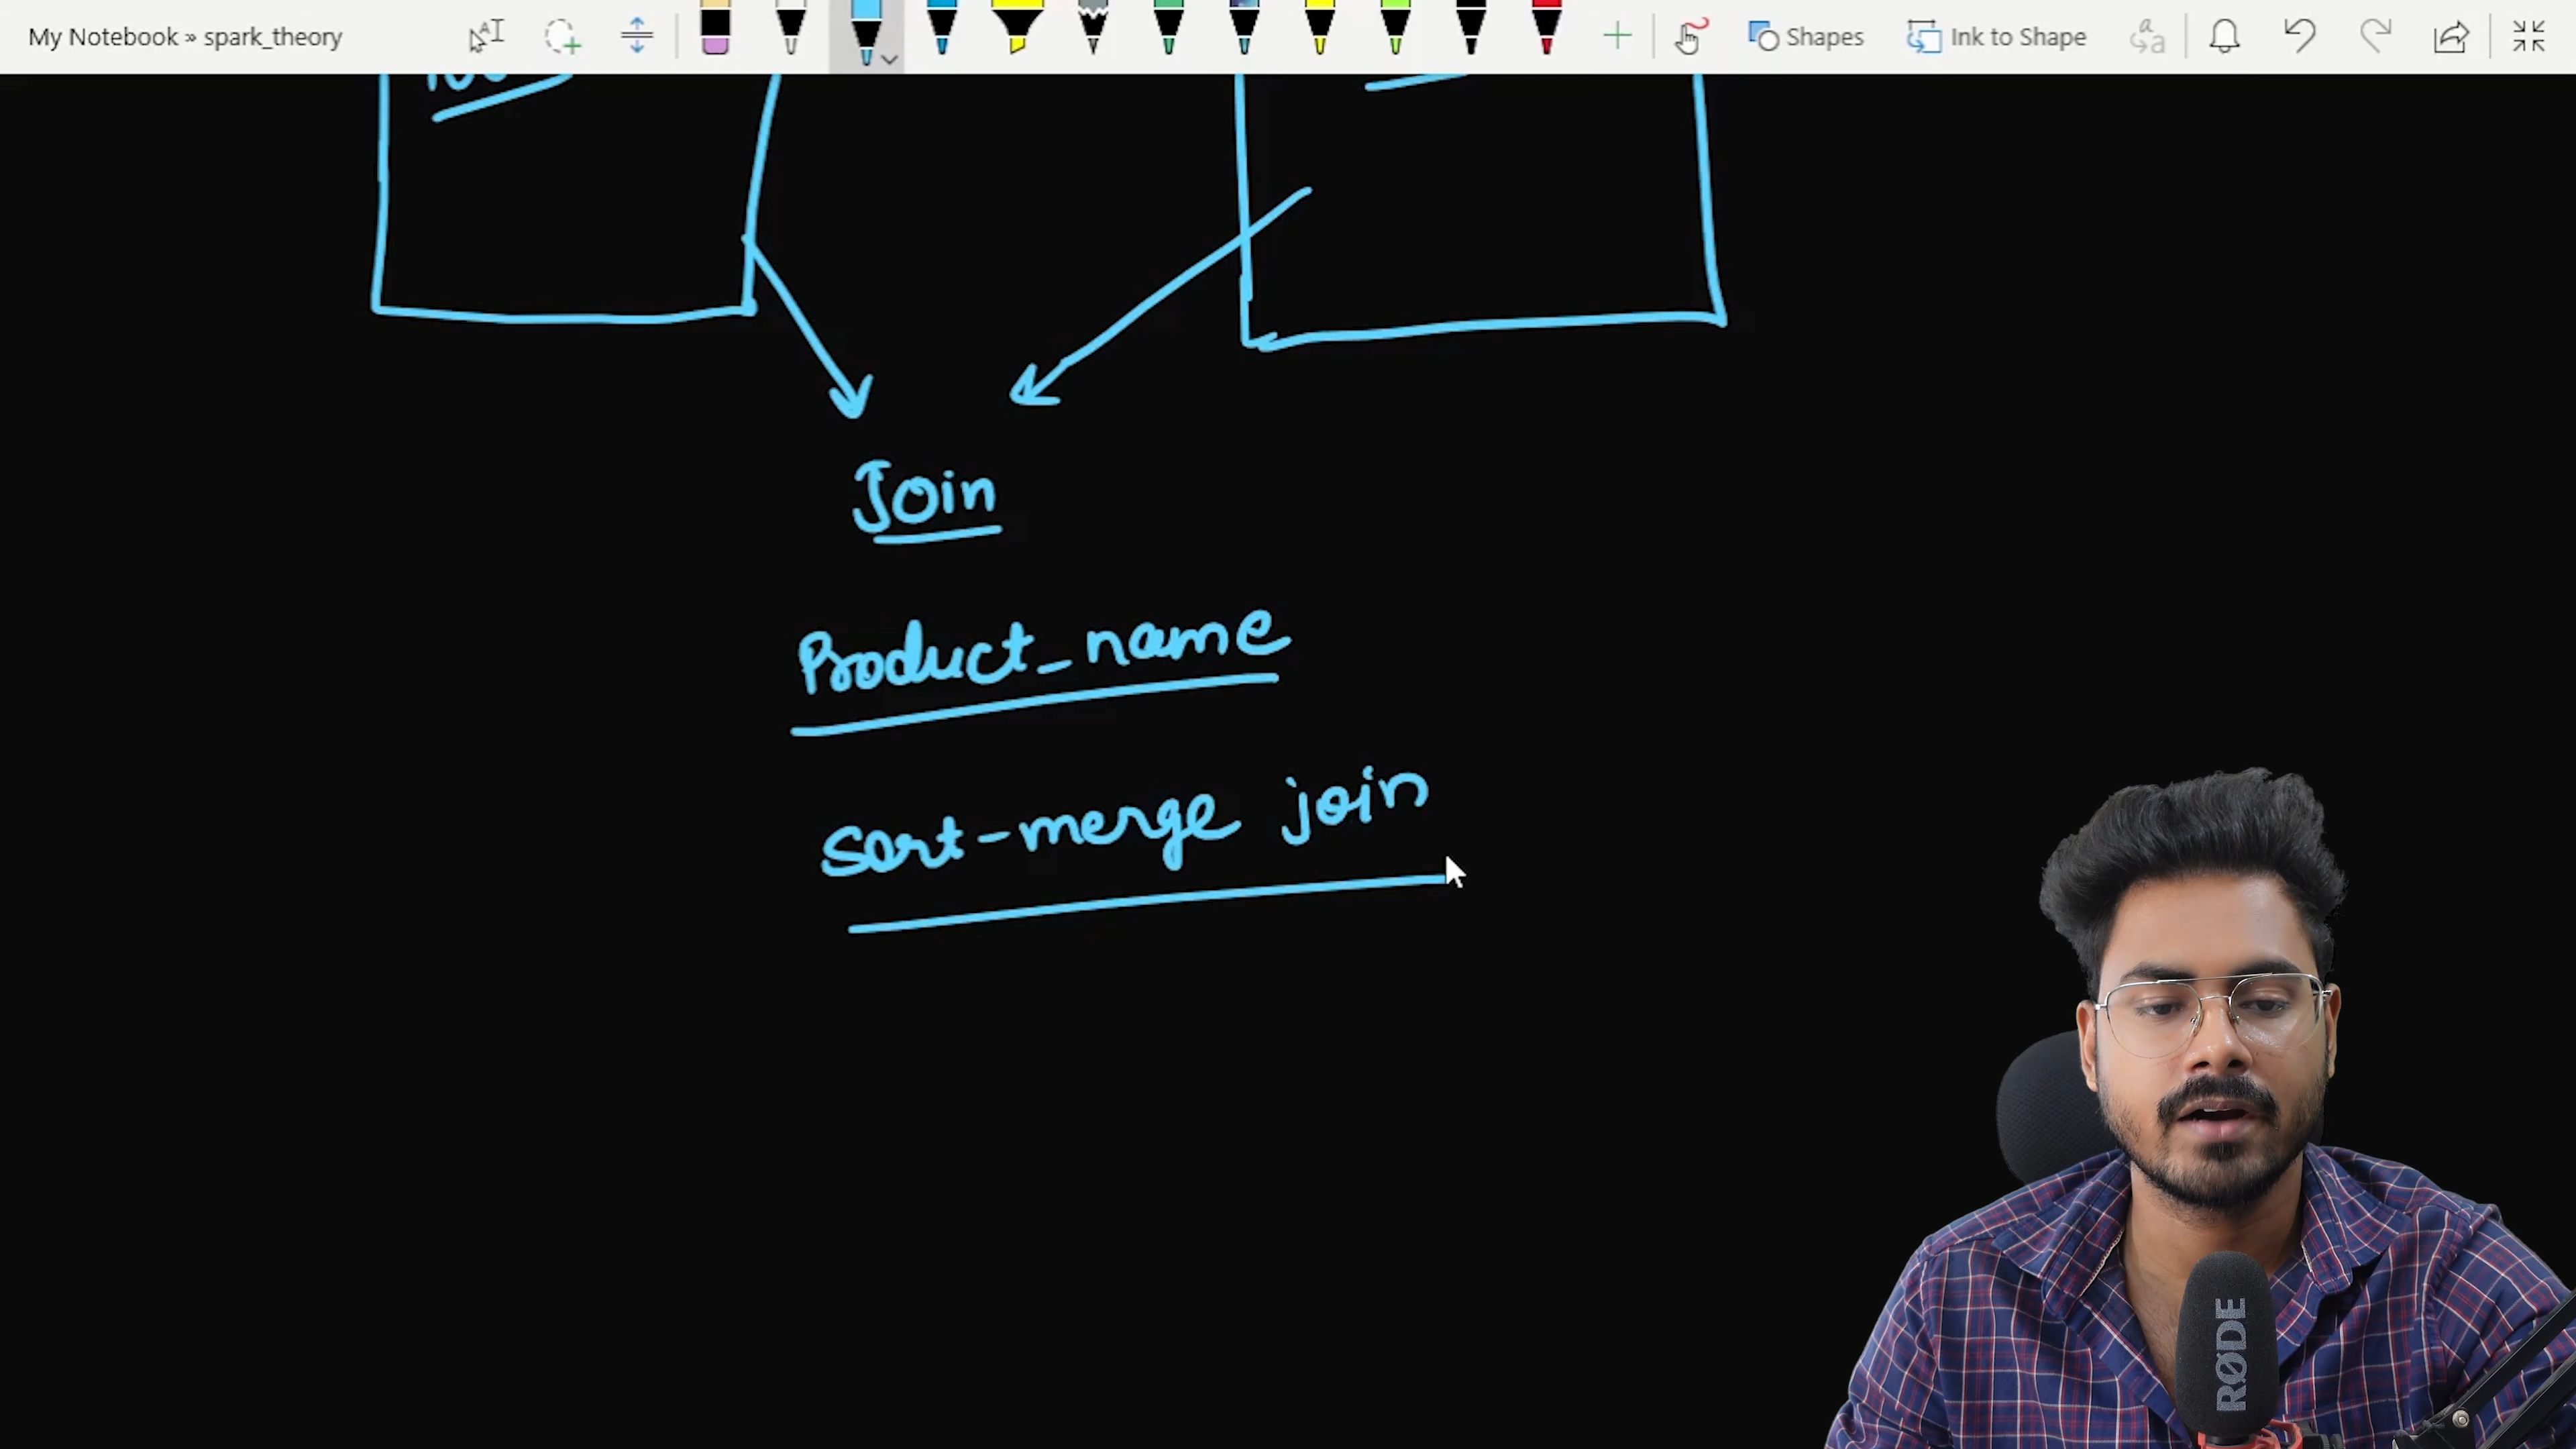 My Notebook » spark_theory
Shapes
Ink to Shape
Join
Product_name
Sort-merge join
RØDE